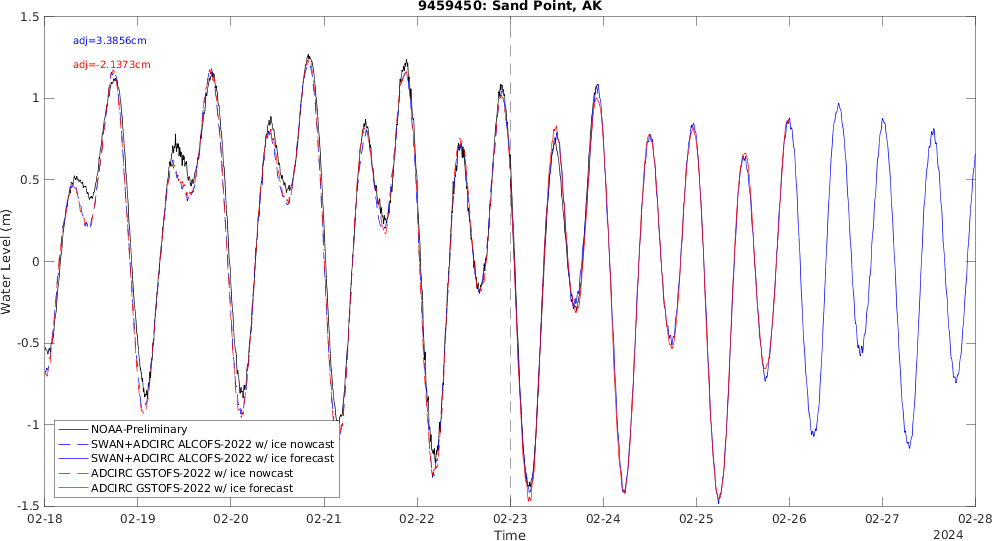 9459450: Sand Point, AK
adj=3.3856cm
adj=-2.1373cm
1.5
1
0.5
0
-0.5
-1
-1.5
Water Level (m)
NOAA-Preliminary
SWAN+ADCIRC ALCOFS-2022 w/ ice nowcast
SWAN+ADCIRC ALCOFS-2022 w/ ice forecast
ADCIRC GSTOFS-2022 w/ ice nowcast
ADCIRC GSTOFS-2022 w/ ice forecast
02-18 02-19 02-20 02-21 02-22 02-23 02-24 02-25 02-26 02-27 02-28
Time
2024